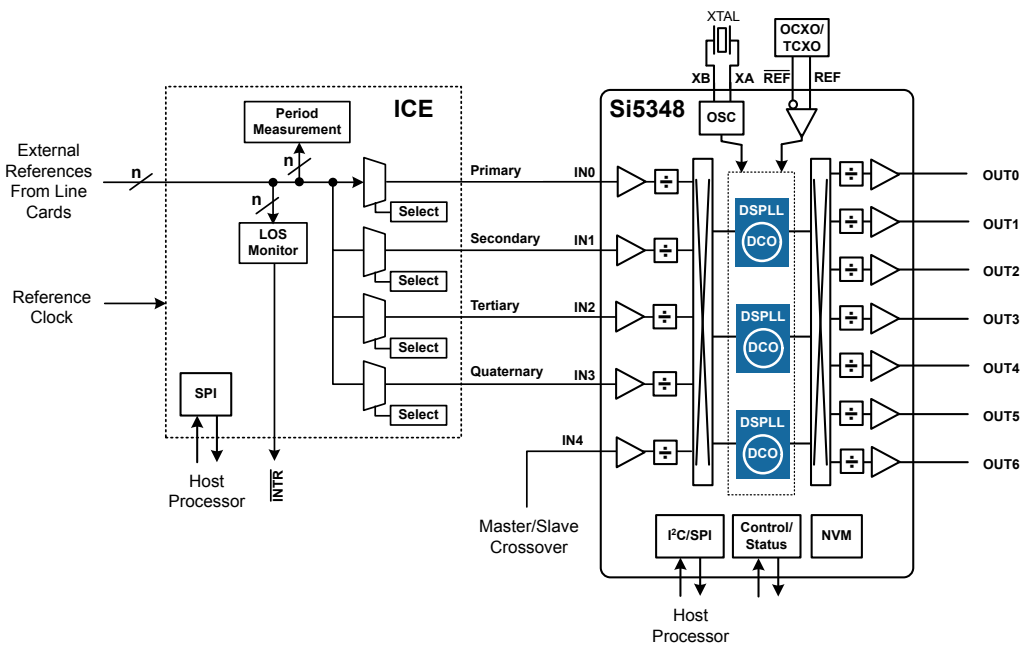 XTAL
OCXO/
TCXO
XB
XA
REF
REF
ICE
Si5348
Period
Measurement
OSC
External
References
From Line
Cards
n
n
n
Primary
IN0
÷
÷
OUT0
Select
LOS
Monitor
DSPLL
DCO
Secondary
IN1
÷
÷
OUT1
Select
÷
OUT2
Reference
Clock
Tertiary
IN2
÷
DSPLL
DCO
÷
OUT3
Select
÷
OUT4
Quaternary
IN3
÷
SPI
Select
DSPLL
DCO
÷
OUT5
IN4
÷
÷
OUT6
Host
Processor
INTR
Master/Slave
Crossover
I²C/SPI
Control/
Status
NVM
Host
Processor